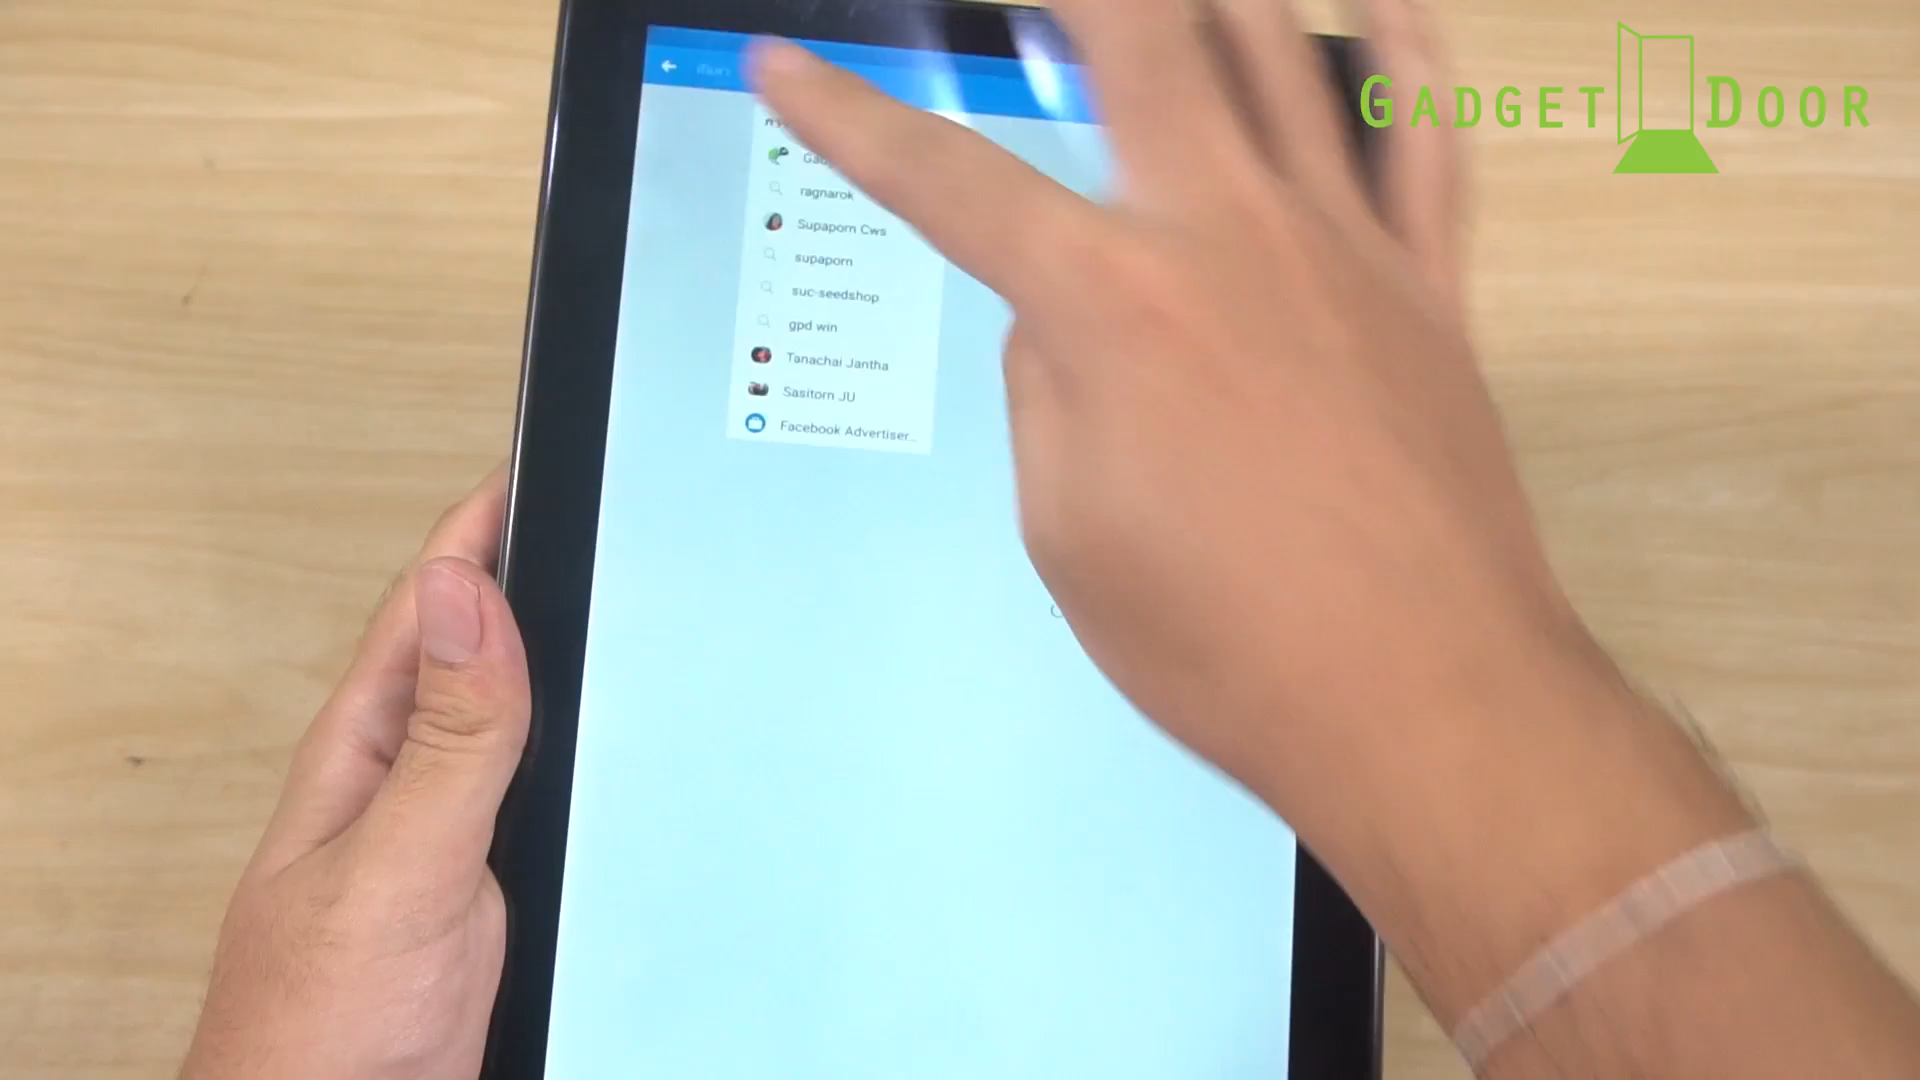 GADGET DOOR
ragnarok
Supaporn Cws
supaporn
suc-seedshop
gpd win
Tanachai Jantha
Sasitorn JU
Facebook Advertiser...